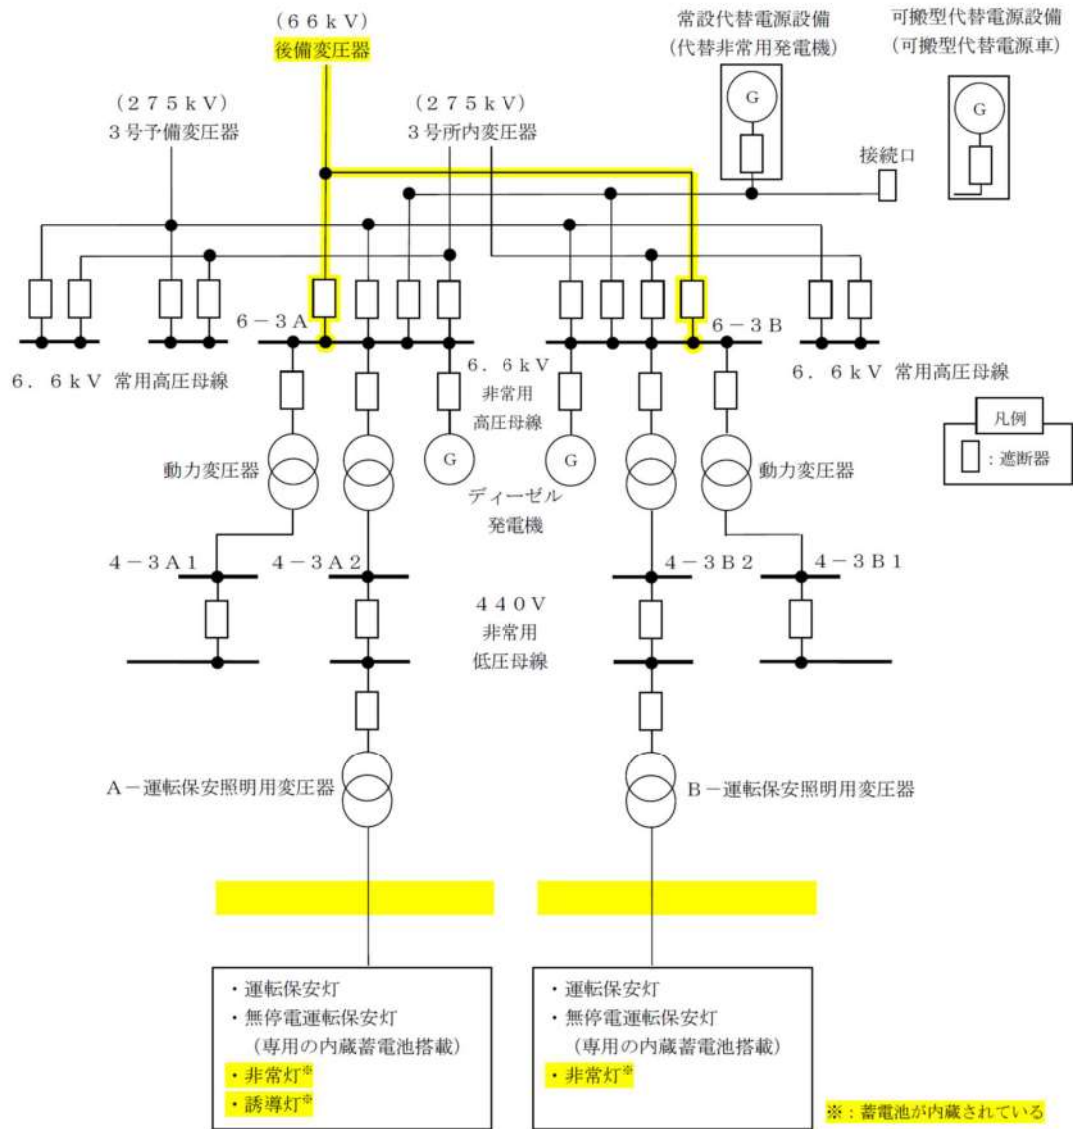 (66kV)
後備変圧器
常設代替電源設備
(代替非常用発電機)
可搬型代替電源設備
(可搬型代替電源車)
G
G
(275kV)
3号予備変圧器
(275kV)
3号所内変圧器
接続口
6-3A
6-3B
6.6kV 常用高圧母線
6.6kV
非常用
高圧母線
6.6kV 常用高圧母線
凡例
:遮断器
動力変圧器
G
G
動力変圧器
ディーゼル
発電機
4-3A1
4-3A2
4-3B2
4-3B1
440V
非常用
低圧母線
A-運転保安照明用変圧器
B-運転保安照明用変圧器
・運転保安灯
・無停電運転保安灯
(専用の内蔵蓄電池搭載)
・非常灯※
・誘導灯※
・運転保安灯
・無停電運転保安灯
(専用の内蔵蓄電池搭載)
・非常灯※
※:蓄電池が内蔵されている